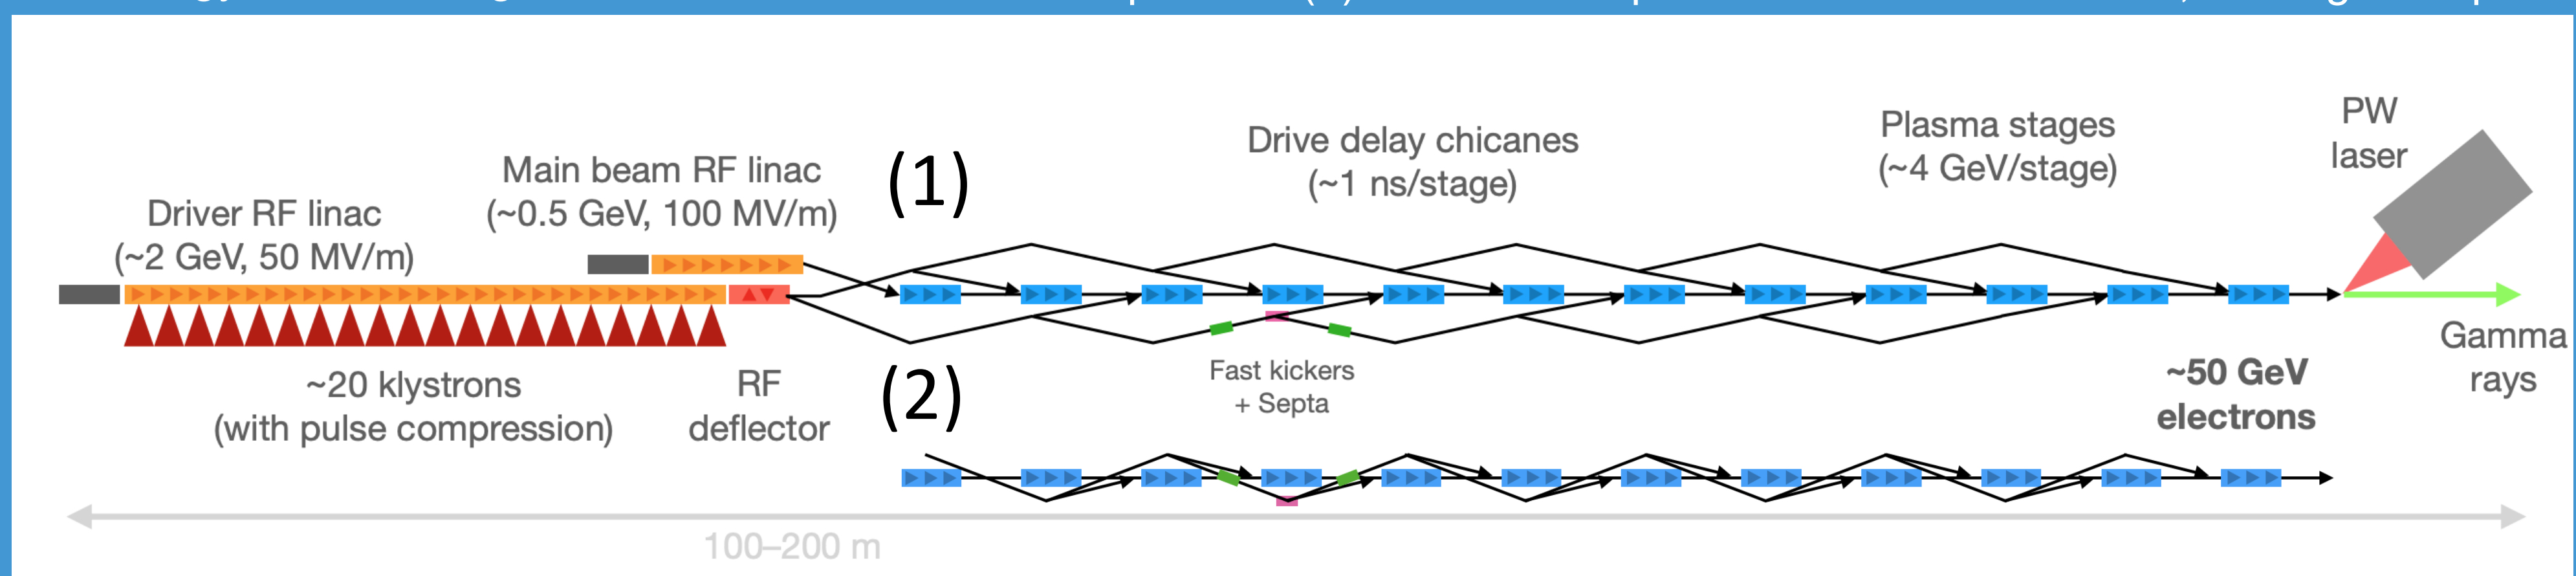 Driver RF linac
(~2 GeV, 50 MV/m)
Main beam RF linac
(~0.5 GeV, 100 MV/m)
(1)
Drive delay chicanes
(~1 ns/stage)
Plasma stages
(~4 GeV/stage)
PW
laser
~20 klystrons
(with pulse compression)
RF
deflector
(2)
Fast kickers
+ Septa
~50 GeV
electrons
Gamma
rays
100–200 m